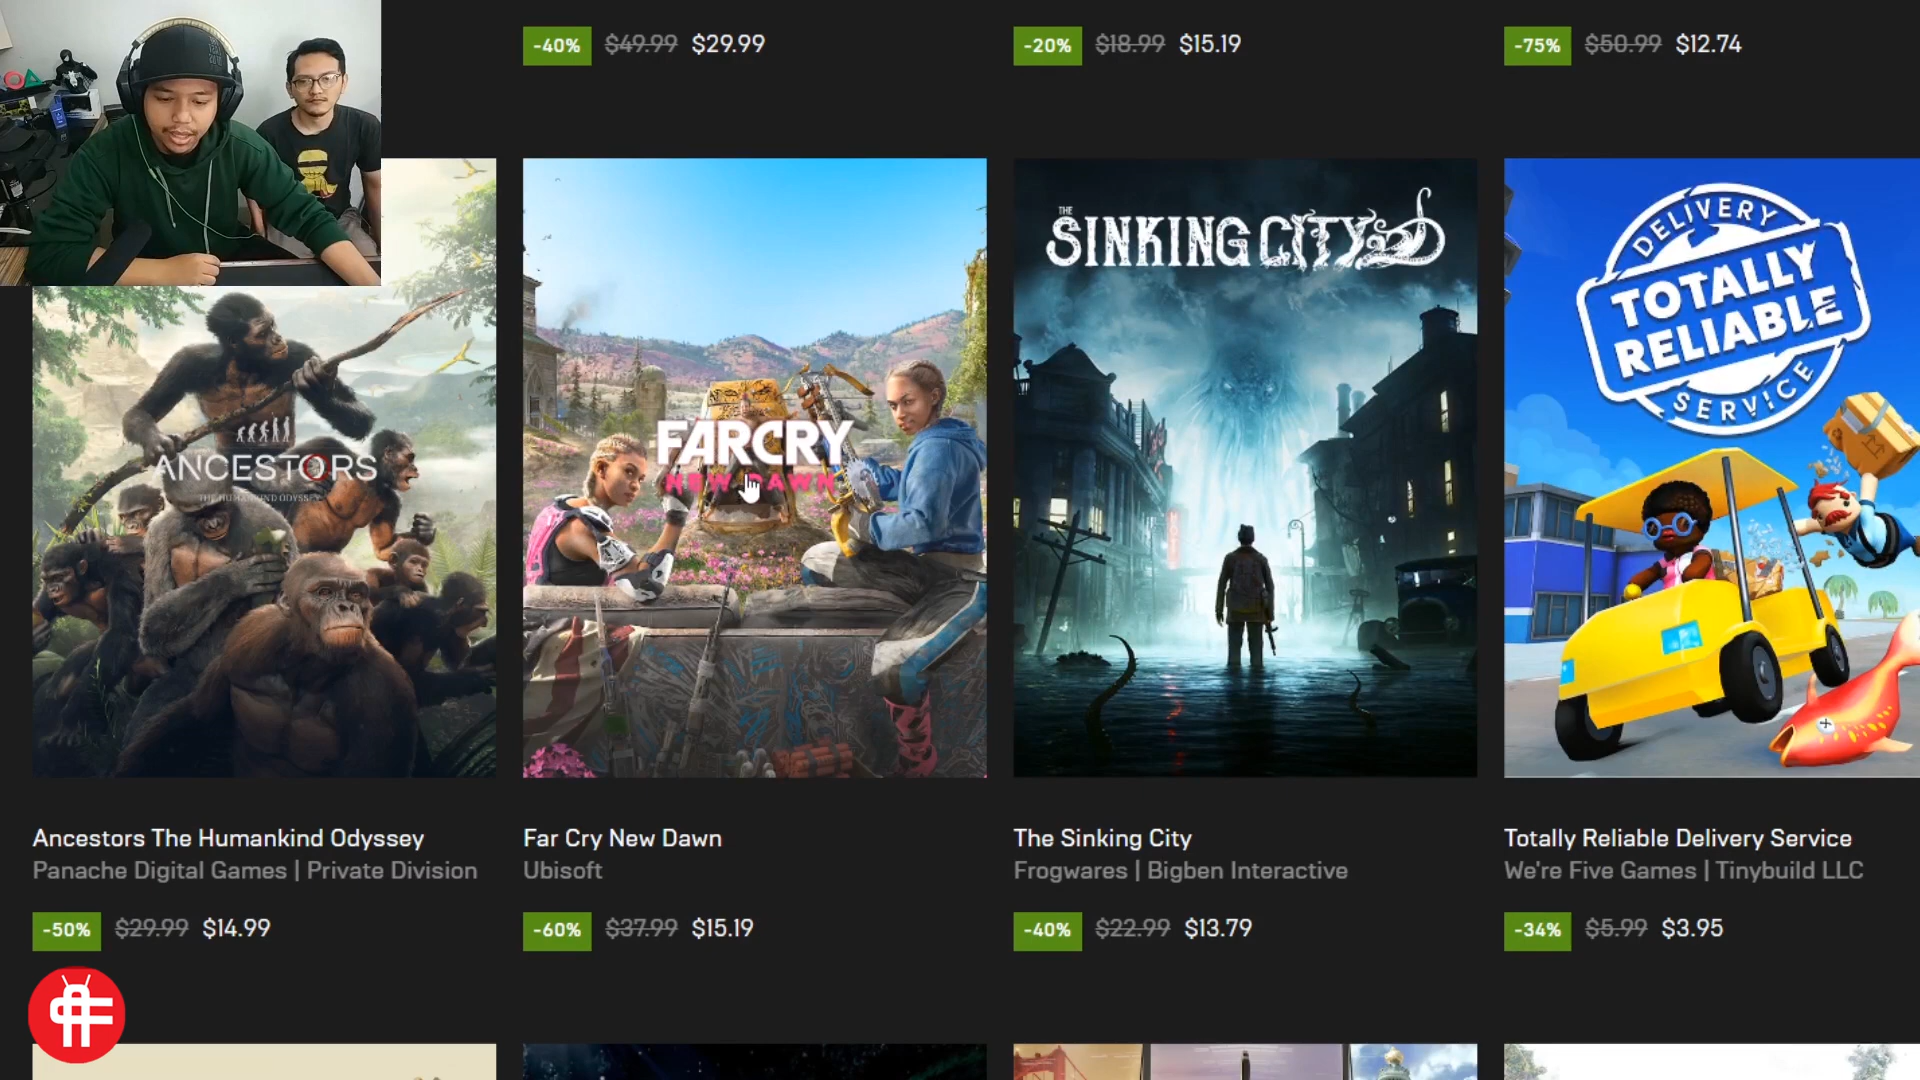 -40% $49.99 $29.99
-20% $18.99 $15.19
-75% $50.99 $12.74
ANCESTORS
THE HUMANKIND ODYSSEY
FARCRY
NEW DAWN
THE
SINKING CITY
DELIVERY
TOTALLY
RELIABLE
SERVICE
Ancestors The Humankind Odyssey
Panache Digital Games | Private Division
-50% $29.99 $14.99
Far Cry New Dawn
Ubisoft
-60% $37.99 $15.19
The Sinking City
Frogwares | Bigben Interactive
-40% $22.99 $13.79
Totally Reliable Delivery Service
We're Five Games | Tinybuild LLC
-34% $5.99 $3.95